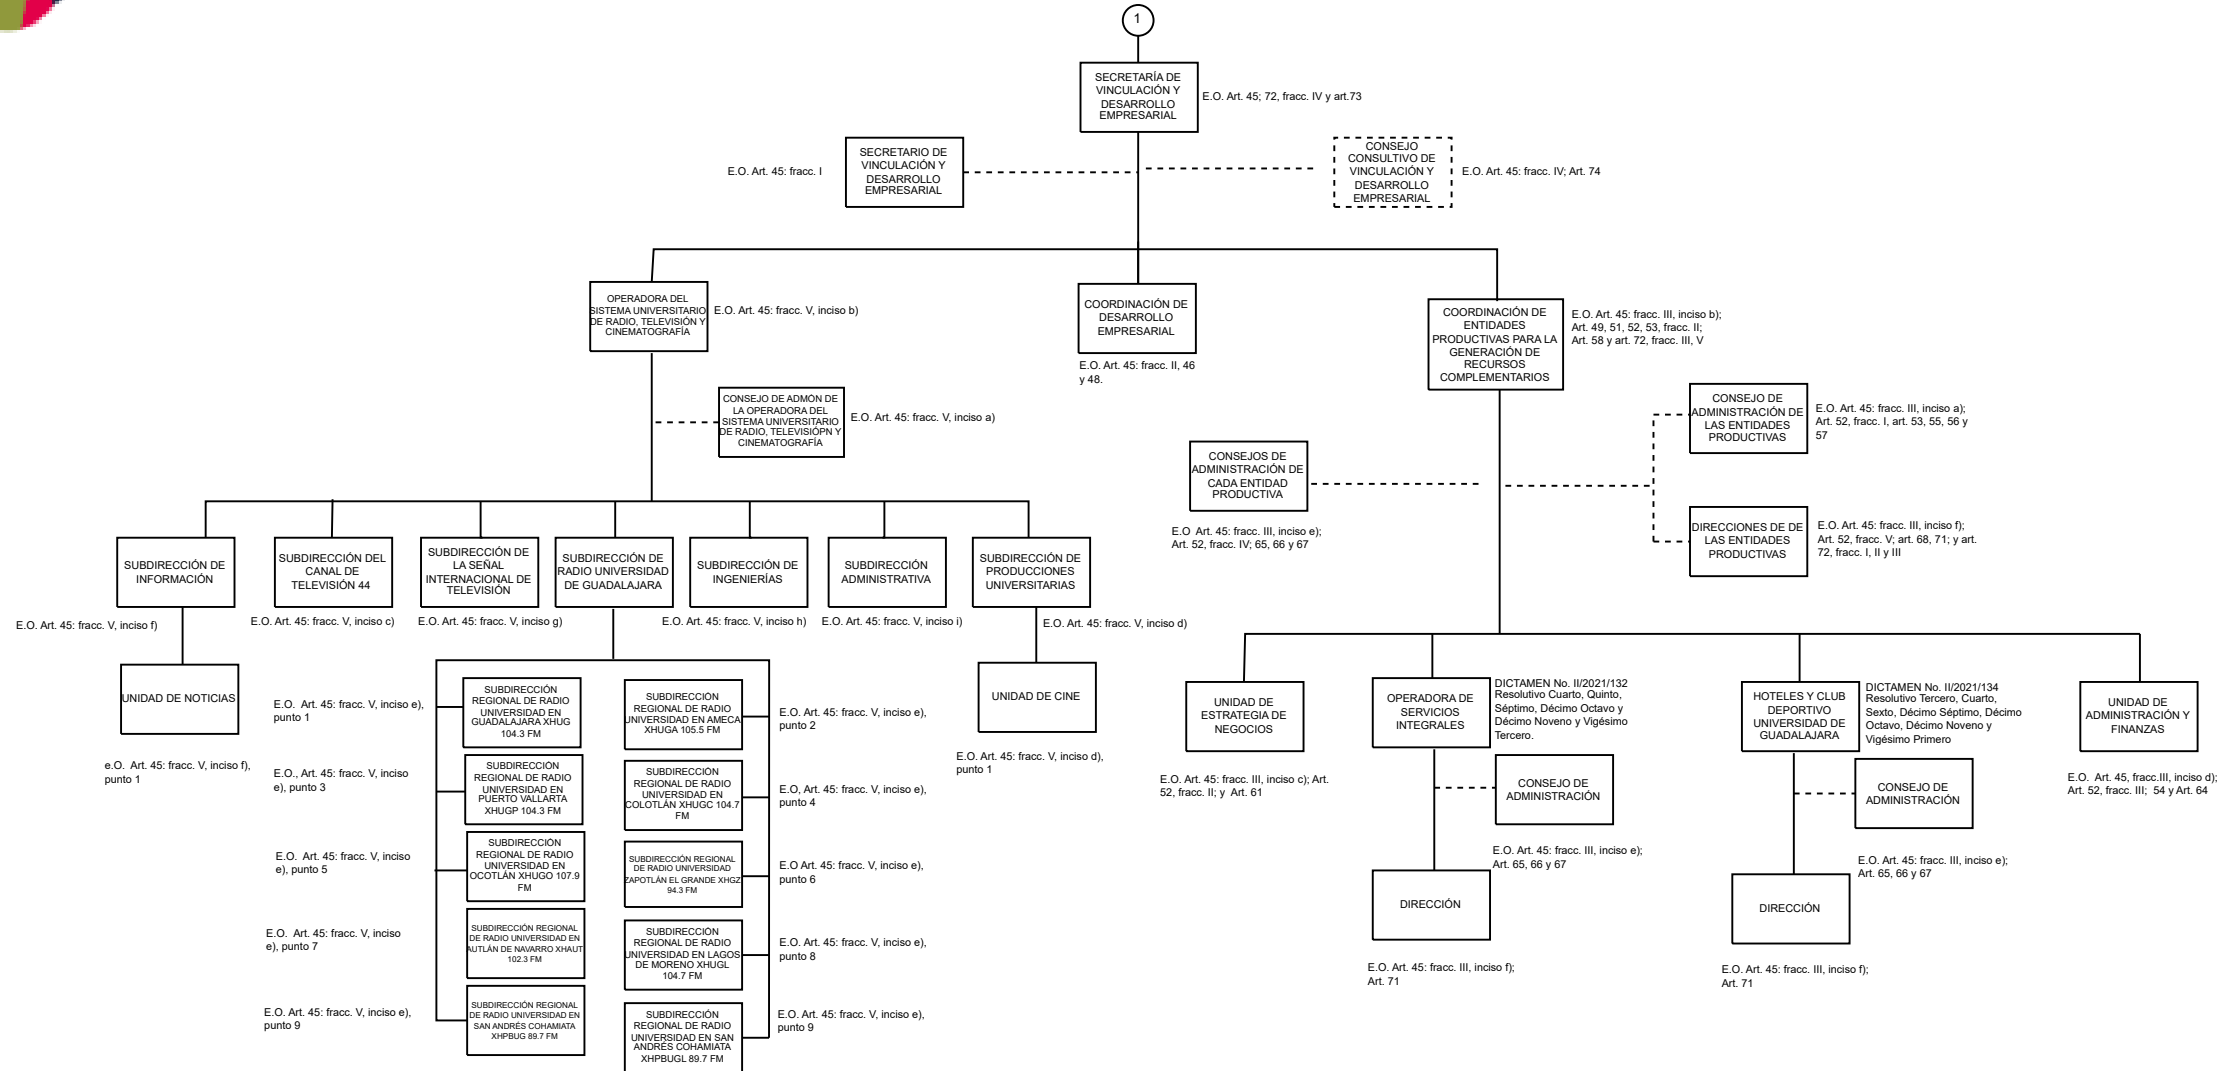 1
SECRETARÍA DE
VINCULACIÓN Y
DESARROLLO
EMPRESARIAL
E.O. Art. 45; 72, fracc. IV y art.73
E.O. Art. 45: fracc. I
SECRETARIO DE
VINCULACIÓN Y
DESARROLLO
EMPRESARIAL
CONSEJO
CONSULTIVO DE
VINCULACIÓN Y
DESARROLLO
EMPRESARIAL
E.O. Art. 45: fracc. IV; Art. 74
OPERADORA DEL
SISTEMA UNIVERSITARIO
DE RADIO, TELEVISIÓN Y
CINEMATOGRAFÍA
E.O. Art. 45: fracc. V, inciso b)
COORDINACIÓN DE
DESARROLLO
EMPRESARIAL
E.O. Art. 45: fracc. II, 46
y 48.
COORDINACIÓN DE
ENTIDADES
PRODUCTIVAS PARA LA
GENERACIÓN DE
RECURSOS
COMPLEMENTARIOS
E.O. Art. 45: fracc. III, inciso b);
Art. 49, 51, 52, 53, fracc. II;
Art. 58 y art. 72, fracc. III, V
CONSEJO DE ADMÓN DE
LA OPERADORA DEL
SISTEMA UNIVERSITARIO
DE RADIO, TELEVISIÓPN Y
CINEMATOGRAFÍA
E.O. Art. 45: fracc. V, inciso a)
CONSEJO DE
ADMINISTRACIÓN DE
LAS ENTIDADES
PRODUCTIVAS
E.O. Art. 45: fracc. III, inciso a);
Art. 52, fracc. I, art. 53, 55, 56 y
57
CONSEJOS DE
ADMINISTRACIÓN DE
CADA ENTIDAD
PRODUCTIVA
E.O  Art. 45: fracc. III, inciso e);
Art. 52, fracc. IV; 65, 66 y 67
DIRECCIONES DE DE
LAS ENTIDADES
PRODUCTIVAS
E.O. Art. 45: fracc. III, inciso f);
Art. 52, fracc. V; art. 68, 71; y art.
72, fracc. I, II y III
SUBDIRECCIÓN DE
INFORMACIÓN
E.O. Art. 45: fracc. V, inciso f)
SUBDIRECCIÓN DEL
CANAL DE
TELEVISIÓN 44
E.O. Art. 45: fracc. V, inciso c)
SUBDIRECCIÓN DE
LA SEÑAL
INTERNACIONAL DE
TELEVISIÓN
E.O. Art. 45: fracc. V, inciso g)
SUBDIRECCIÓN DE
RADIO UNIVERSIDAD
DE GUADALAJARA
SUBDIRECCIÓN DE
INGENIERÍAS
E.O. Art. 45: fracc. V, inciso h)
SUBDIRECCIÓN
ADMINISTRATIVA
E.O. Art. 45: fracc. V, inciso i)
SUBDIRECCIÓN DE
PRODUCCIONES
UNIVERSITARIAS
E.O. Art. 45: fracc. V, inciso d)
UNIDAD DE NOTICIAS
e.O.  Art. 45: fracc. V, inciso f),
punto 1
E.O.  Art. 45: fracc. V, inciso e),
punto 1
SUBDIRECCIÓN
REGIONAL DE RADIO
UNIVERSIDAD EN
GUADALAJARA XHUG
104.3 FM
SUBDIRECCIÓN
REGIONAL DE RADIO
UNIVERSIDAD EN AMECA
XHUGA 105.5 FM
E.O. Art. 45: fracc. V, inciso e),
punto 2
E.O., Art. 45: fracc. V, inciso
e), punto 3
SUBDIRECCIÓN
REGIONAL DE RADIO
UNIVERSIDAD EN
PUERTO VALLARTA
XHUGP 104.3 FM
SUBDIRECCIÓN
REGIONAL DE RADIO
UNIVERSIDAD EN
COLOTLÁN XHUGC 104.7
FM
E.O, Art. 45: fracc. V, inciso e),
punto 4
E.O.  Art. 45: fracc. V, inciso
e), punto 5
SUBDIRECCIÓN
REGIONAL DE RADIO
UNIVERSIDAD EN
OCOTLÁN XHUGO 107.9
FM
SUBDIRECCIÓN REGIONAL
DE RADIO UNIVERSIDAD
ZAPOTLÁN EL GRANDE XHGZ
94.3 FM
E.O Art. 45: fracc. V, inciso e),
punto 6
E.O.  Art. 45: fracc. V, inciso
e), punto 7
SUBDIRECCIÓN REGIONAL
DE RADIO UNIVERSIDAD EN
AUTLÁN DE NAVARRO XHAUT
102.3 FM
SUBDIRECCIÓN
REGIONAL DE RADIO
UNIVERSIDAD EN LAGOS
DE MORENO XHUGL
104.7 FM
E.O. Art. 45: fracc. V, inciso e),
punto 8
E.O. Art. 45: fracc. V, inciso e),
punto 9
SUBDIRECCIÓN REGIONAL
DE RADIO UNIVERSIDAD EN
SAN ANDRÉS COHAMIATA
XHPBUG 89.7 FM
SUBDIRECCIÓN
REGIONAL DE RADIO
UNIVERSIDAD EN SAN
ANDRÉS COHAMIATA
XHPBUGL 89.7 FM
E.O. Art. 45: fracc. V, inciso e),
punto 9
UNIDAD DE CINE
E.O. Art. 45: fracc. V, inciso d),
punto 1
UNIDAD DE
ESTRATEGIA DE
NEGOCIOS
E.O. Art. 45: fracc. III, inciso c); Art.
52, fracc. II; y  Art. 61
OPERADORA DE
SERVICIOS
INTEGRALES
DICTAMEN No. II/2021/132
Resolutivo Cuarto, Quinto,
Séptimo, Décimo Octavo y
Décimo Noveno y Vigésimo
Tercero.
CONSEJO DE
ADMINISTRACIÓN
E.O. Art. 45: fracc. III, inciso e);
Art. 65, 66 y 67
DIRECCIÓN
E.O. Art. 45: fracc. III, inciso f);
Art. 71
HOTELES Y CLUB
DEPORTIVO
UNIVERSIDAD DE
GUADALAJARA
DICTAMEN No. II/2021/134
Resolutivo Tercero, Cuarto,
Sexto, Décimo Séptimo, Décimo
Octavo, Décimo Noveno y
Vigésimo Primero
CONSEJO DE
ADMINISTRACIÓN
E.O. Art. 45: fracc. III, inciso e);
Art. 65, 66 y 67
DIRECCIÓN
E.O. Art. 45: fracc. III, inciso f);
Art. 71
UNIDAD DE
ADMINISTRACIÓN Y
FINANZAS
E.O.  Art. 45, fracc.III, inciso d);
Art. 52, fracc. III;  54 y Art. 64